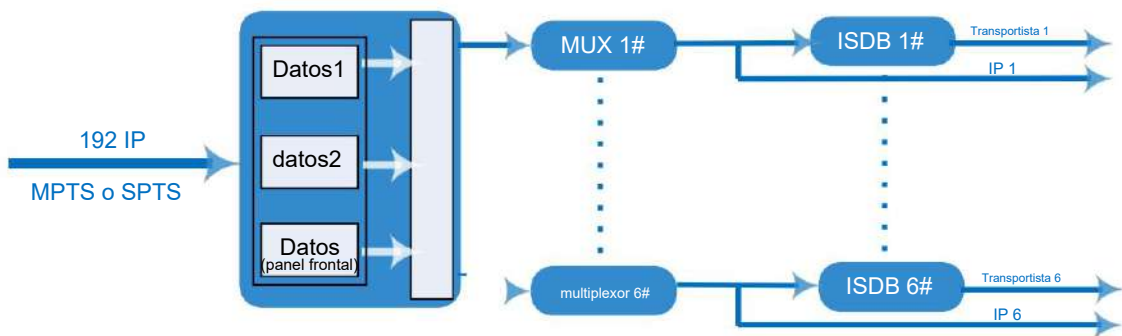 192 IP
MPTS o SPTS
Datos1
datos2
Datos
(panel frontal)
MUX 1#
ISDB 1#
Transportista 1
IP 1
multiplexor 6#
ISDB 6#
Transportista 6
IP 6